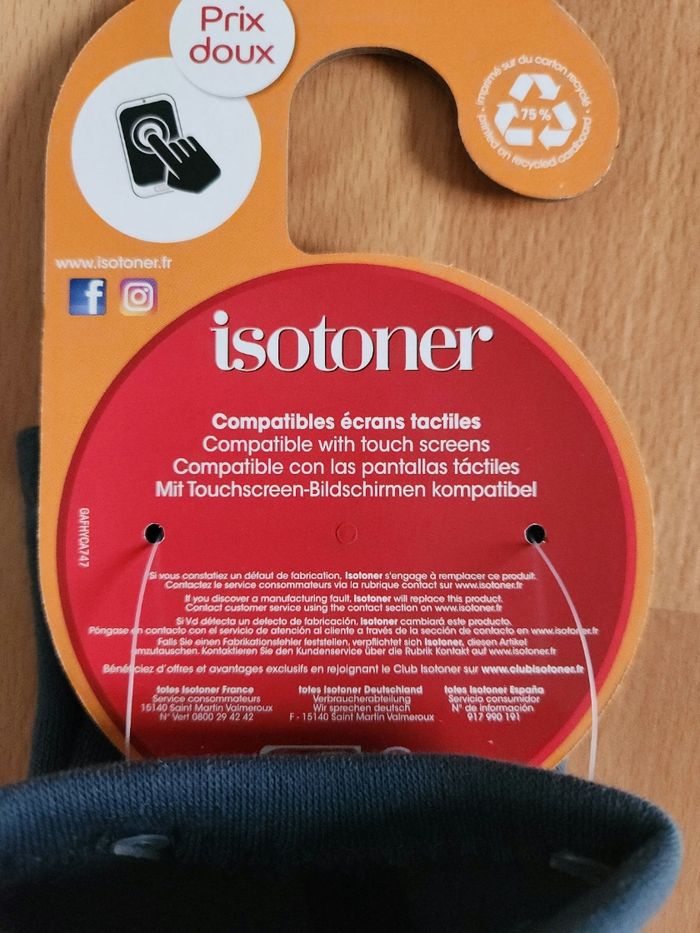 Prix
doux
imprimé sur du carton recyclé
75 %
printed on recycled cardboard
www.isotoner.fr
isotoner
Compatibles écrans tactiles
Compatible with touch screens
Compatible con las pantallas táctiles
Mit Touchscreen-Bildschirmen kompatibel
GAFHYCA747
Si vous constatiez un défaut de fabrication, Isotoner s'engage à remplacer ce produit.
Contactez le service consommateurs via la rubrique contact sur www.isotoner.fr
If you discover a manufacturing fault, Isotoner will replace this product.
Contact customer service using the contact section on www.isotoner.fr
Si Vd detecta un defecto de fabricación, Isotoner cambiará este producto.
Póngase en contacto con el servicio de atención al cliente a través de la sección de contacto en www.isotoner.fr
Falls Sie einen Fabrikationsfehler feststellen, verpflichtet sich Isotoner, diesen Artikel
umzutauschen. Kontaktieren Sie den Kundenservice über die Rubrik Kontakt auf www.isotoner.fr
Bénéficiez d'offres et avantages exclusifs en rejoignant le Club Isotoner sur www.clubisotoner.fr
totes Isotoner France
Service consommateurs
15140 Saint Martin Valmeroux
N° Vert 0800 29 42 42
totes Isotoner Deutschland
Verbraucherabteilung
Wir sprechen deutsch
F - 15140 Saint Martin Valmeroux
totes Isotoner España
Servicio consumidor
N° de información
917 990 191